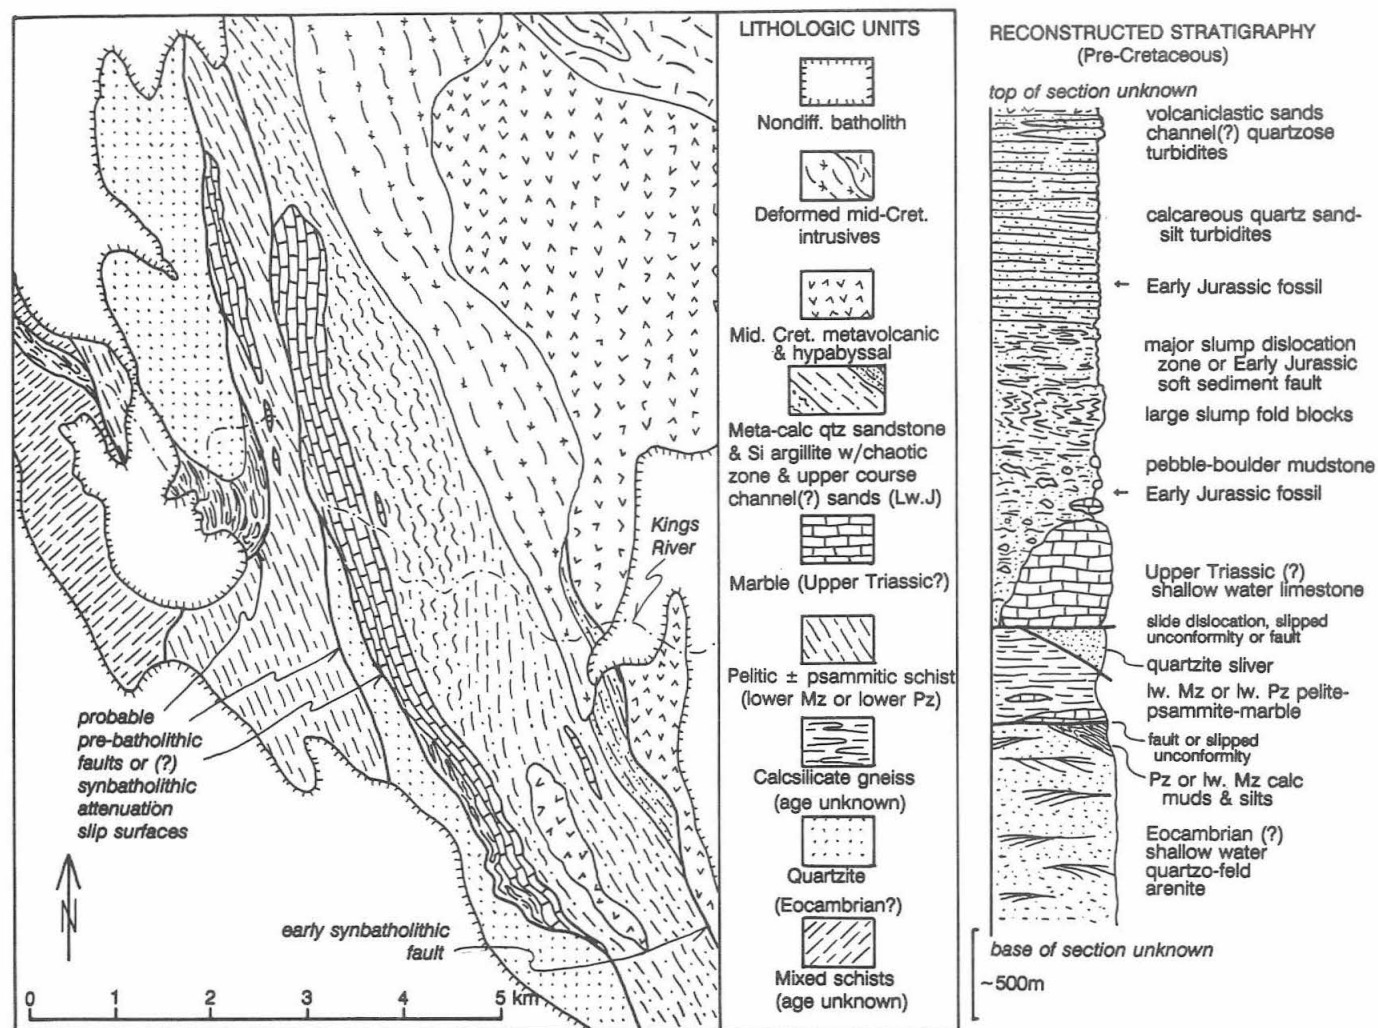 Kings
River
probable
pre-batholithic
faults or (?)
synbatholithic
attenuation
slip surfaces
N
early synbatholithic
fault
0 1 2 3 4 5 km
LITHOLOGIC UNITS
Nondiff. batholith
Deformed mid-Cret.
intrusives
Mid. Cret. metavolcanic
& hypabyssal
Meta-calc qtz sandstone
& Si argillite w/chaotic
zone & upper course
channel(?) sands (Lw.J)
Marble (Upper Triassic?)
Pelitic ± psammitic schist
(lower Mz or lower Pz)
Calcsilicate gneiss
(age unknown)
Quartzite
(Eocambrian?)
Mixed schists
(age unknown)
RECONSTRUCTED STRATIGRAPHY
(Pre-Cretaceous)
top of section unknown
volcaniclastic sands
channel(?) quartzose
turbidites
calcareous quartz sand-
silt turbidites
← Early Jurassic fossil
major slump dislocation
zone or Early Jurassic
soft sediment fault
large slump fold blocks
pebble-boulder mudstone
← Early Jurassic fossil
Upper Triassic (?)
shallow water limestone
slide dislocation, slipped
unconformity or fault
quartzite sliver
lw. Mz or lw. Pz pelite-
psammite-marble
fault or slipped
unconformity
Pz or lw. Mz calc
muds & silts
Eocambrian (?)
shallow water
quartzo-feld
arenite
base of section unknown
~500m